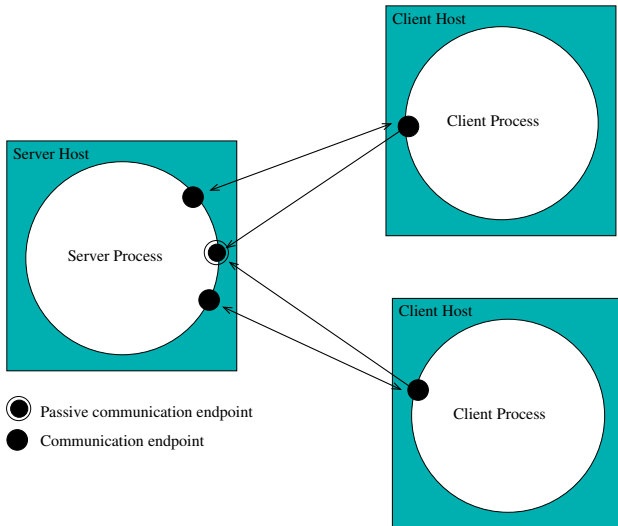 Client Host
Client Process
Server Host
Server Process
Client Host
Client Process
Passive communication endpoint
Communication endpoint